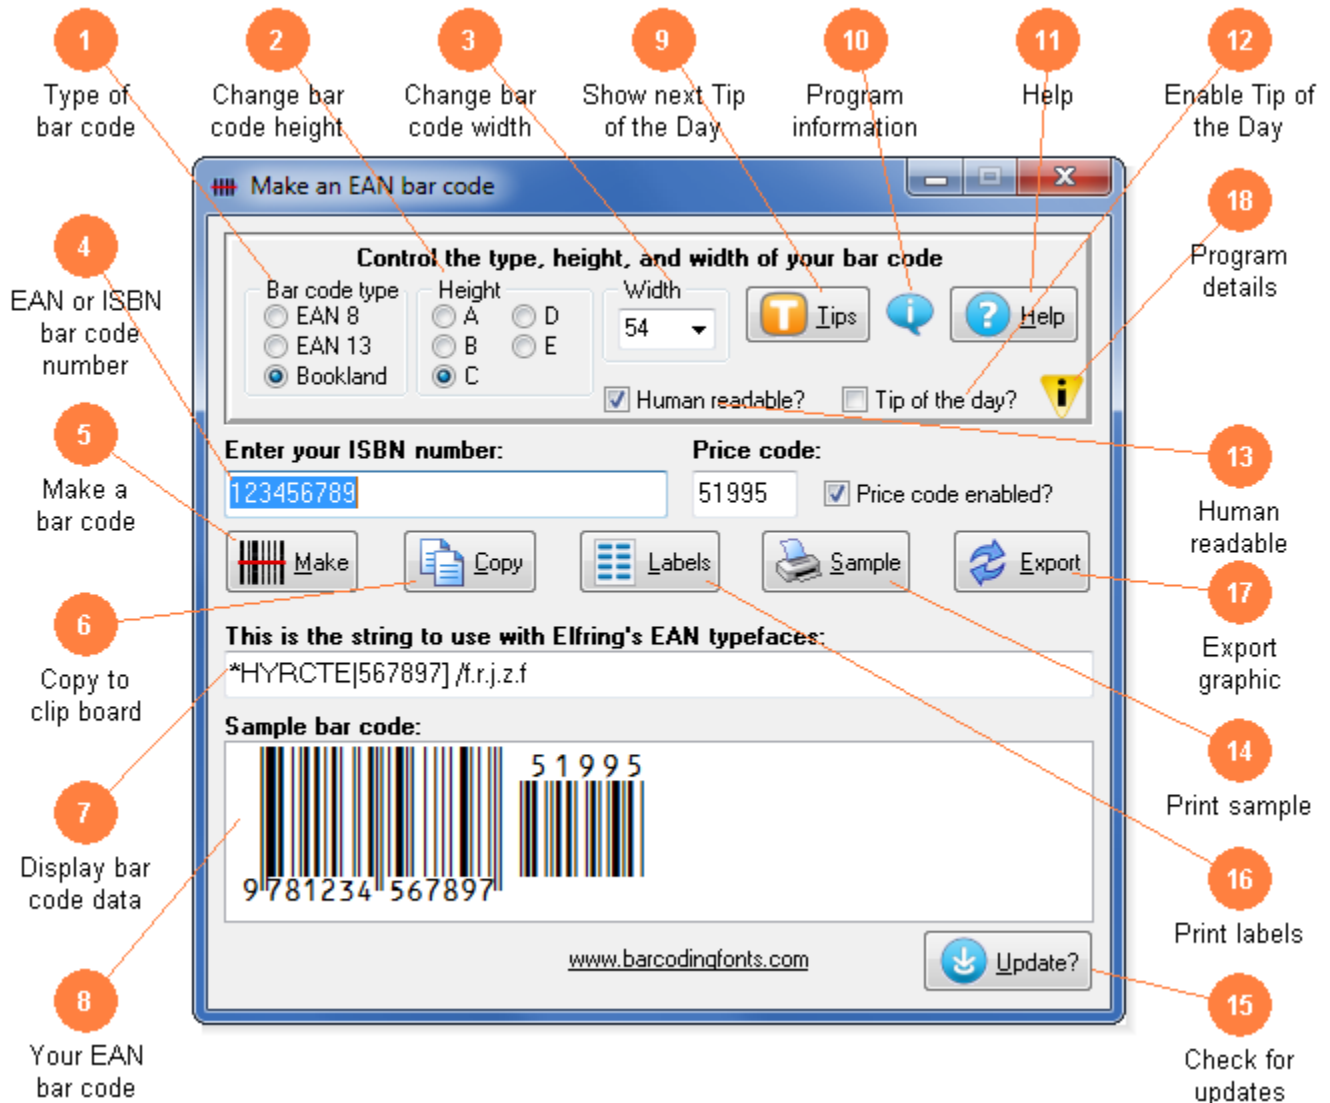 1
2
3
9
10
11
12
Type of
bar code
Change bar
code height
Change bar
code width
Show next Tip
of the Day
Program
information
Help
Enable Tip of
the Day
Make an EAN bar code
18
Program
details
4
EAN or ISBN
bar code
number
Control the type, height, and width of your bar code
Bar code type
EAN 8
EAN 13
Bookland
Height
A
B
C
D
E
Width
54
Tips
Help
Human readable?
Tip of the day?
5
Make a
bar code
Enter your ISBN number:
123456789
Price code:
51995
Price code enabled?
13
Human
readable
Make
Copy
Labels
Sample
Export
6
Copy to
clip board
17
Export
graphic
This is the string to use with Elfring's EAN typefaces:
*HYRCTE|567897] /f.r.j.z.f
Sample bar code:
51995
9 781234 567897
7
Display bar
code data
14
Print sample
16
Print labels
8
Your EAN
bar code
www.barcodingfonts.com
Update?
15
Check for
updates